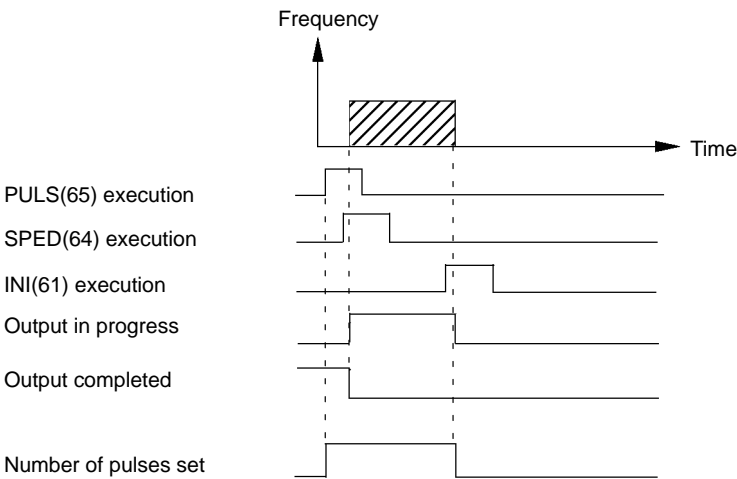 Frequency
Time
PULS(65) execution
SPED(64) execution
INI(61) execution
Output in progress
Output completed
Number of pulses set